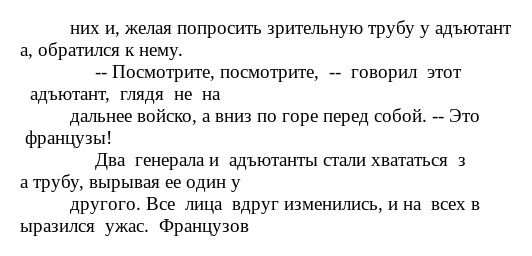 них и, желая попросить зрительную трубу у адъютант
а, обратился к нему.
-- Посмотрите, посмотрите, -- говорил этот
адъютант, глядя не на
дальнее войско, а вниз по горе перед собой. -- Это
французы!
Два генерала и адъютанты стали хвататься з
а трубу, вырывая ее один у
другого. Все лица вдруг изменились, и на всех в
ыразился ужас. Французов